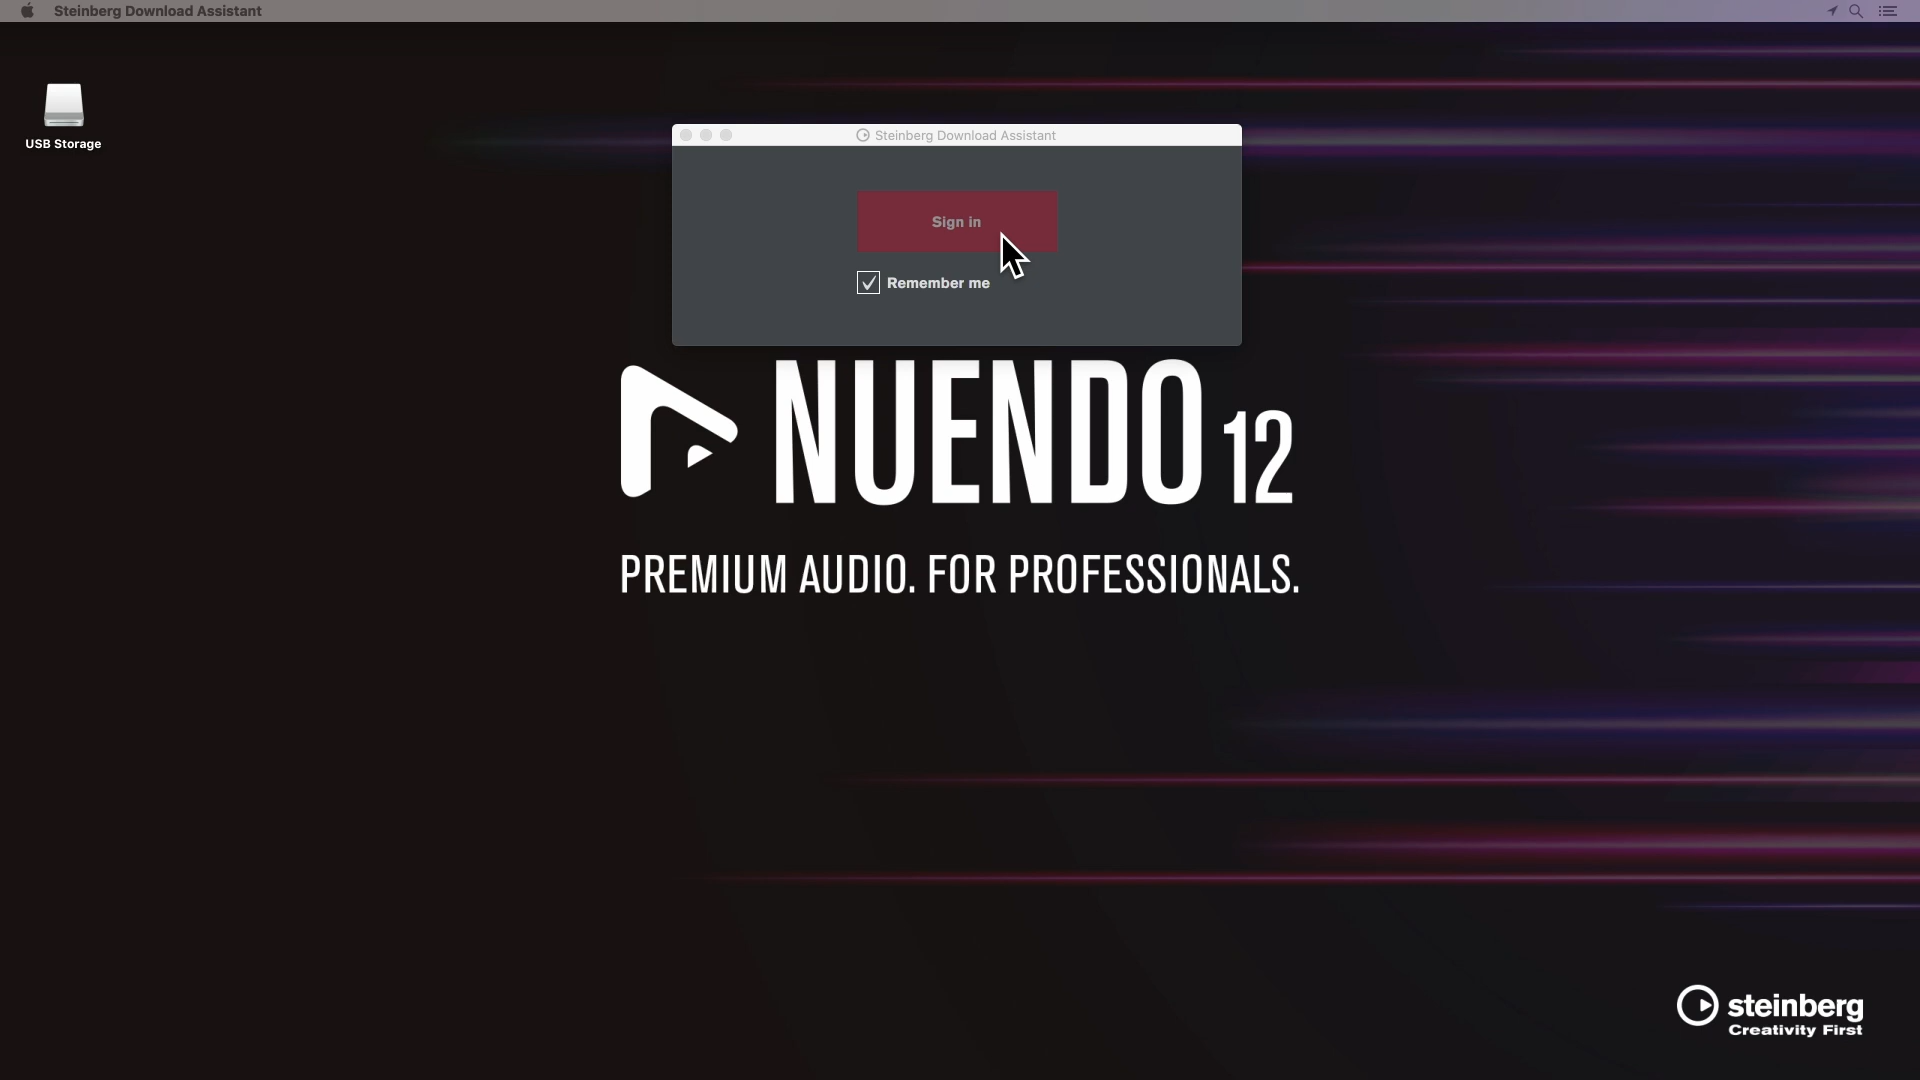 Steinberg Download Assistant
USB Storage
Steinberg Download Assistant
Sign in
Remember me
NUENDO 12
PREMIUM AUDIO. FOR PROFESSIONALS.
steinberg
Creativity First